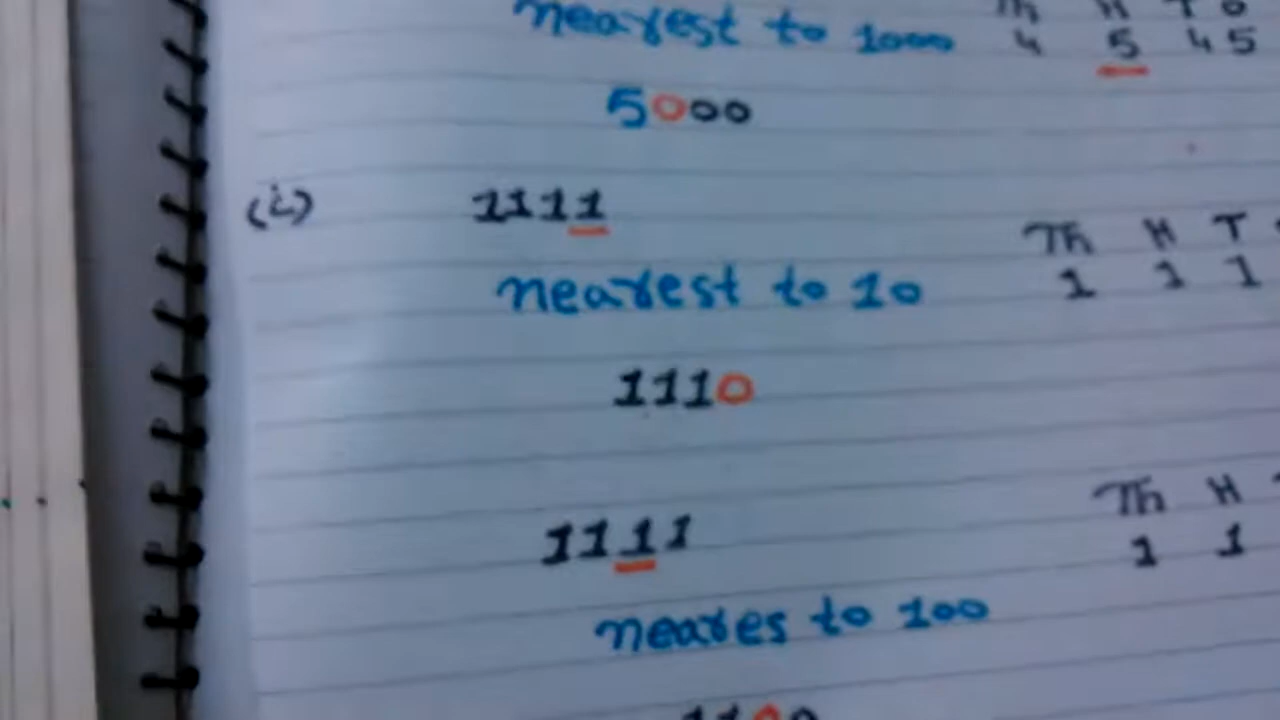 nearest to 1000 Th H T O
4 5 4 5
5000
(i) 1111
Th H T
nearest to 10 1 1 1
1110
Th H
1111 1 1
neares to 100
1100